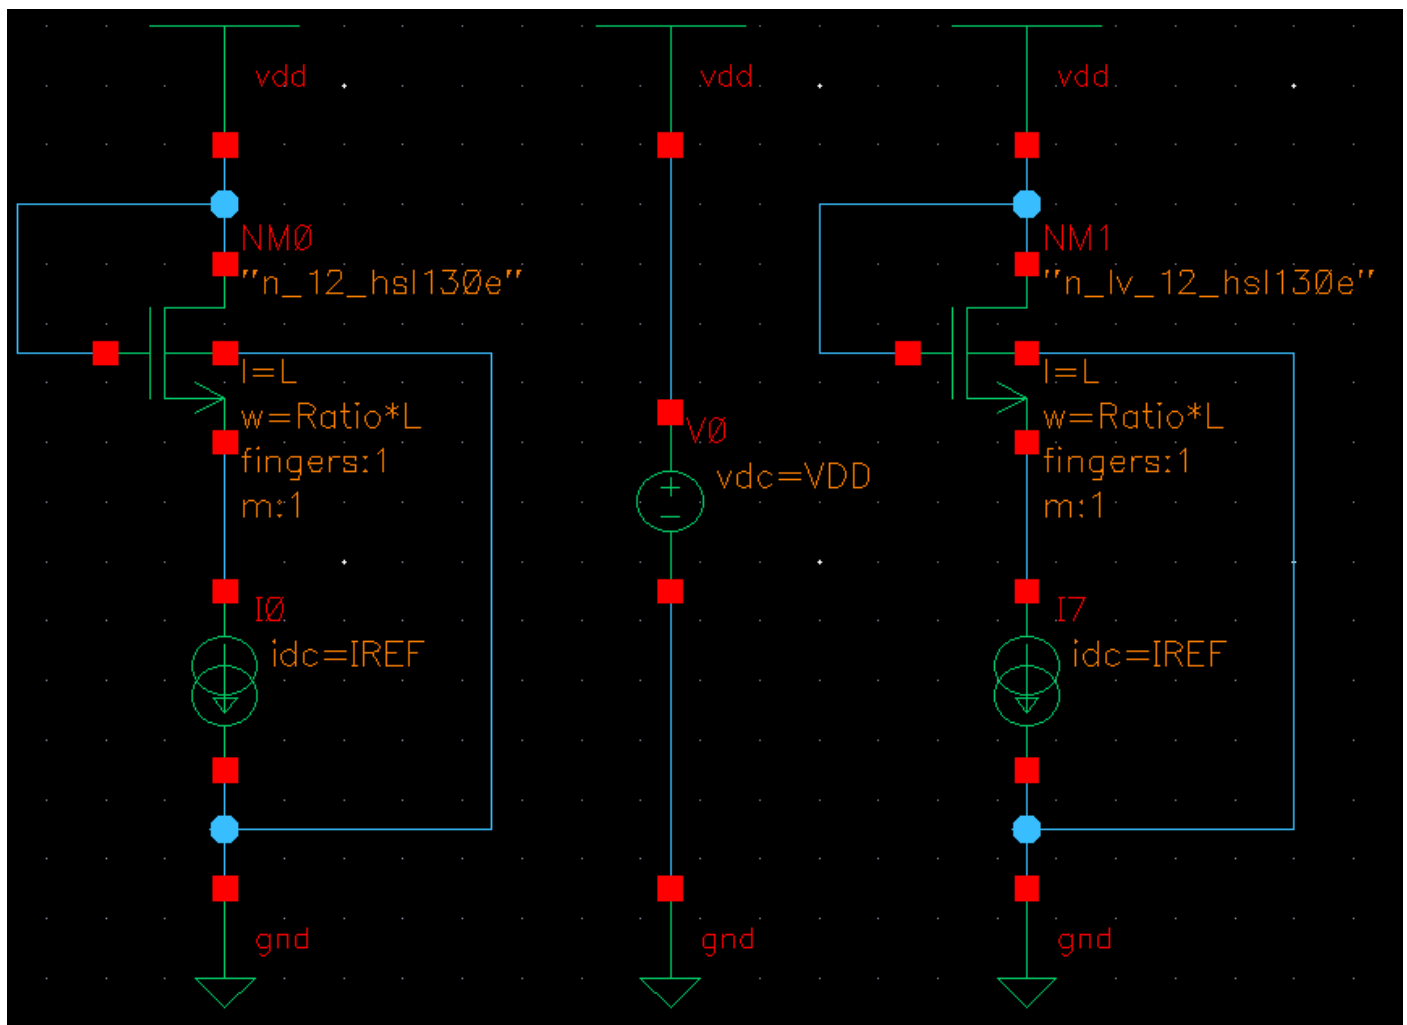 vdd
vdd
vdd
NM0
"n_12_hsl130e"
NM1
"n_lv_12_hsl130e"
l=L
w=Ratio*L
fingers:1
m:1
V0
vdc=VDD
l=L
w=Ratio*L
fingers:1
m:1
I0
idc=IREF
I7
idc=IREF
gnd
gnd
gnd